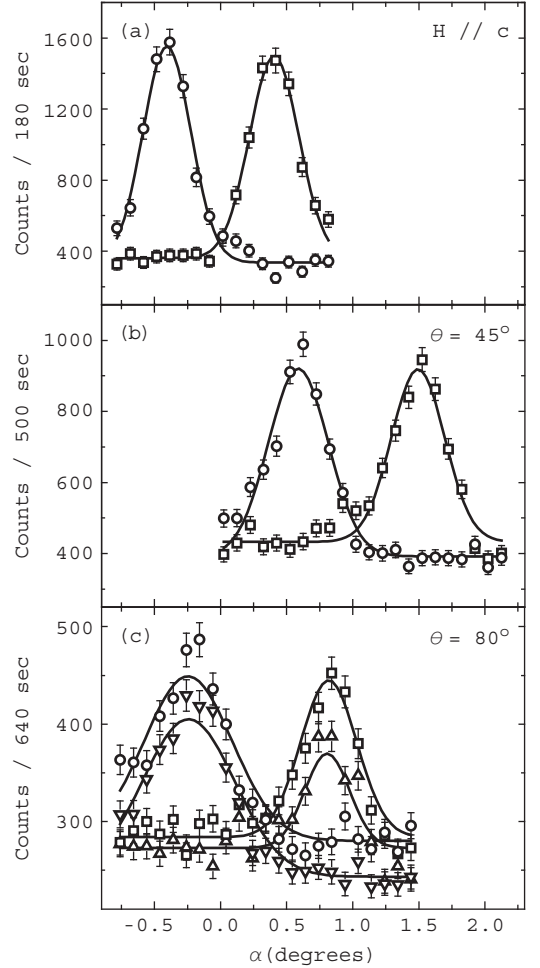 (a)
H // c
1600
1200
800
400
Counts / 180 sec
(b)
θ = 45°
1000
800
600
400
Counts / 500 sec
(c)
θ = 80°
500
400
300
Counts / 640 sec
-0.5 0.0 0.5 1.0 1.5 2.0
α(degrees)